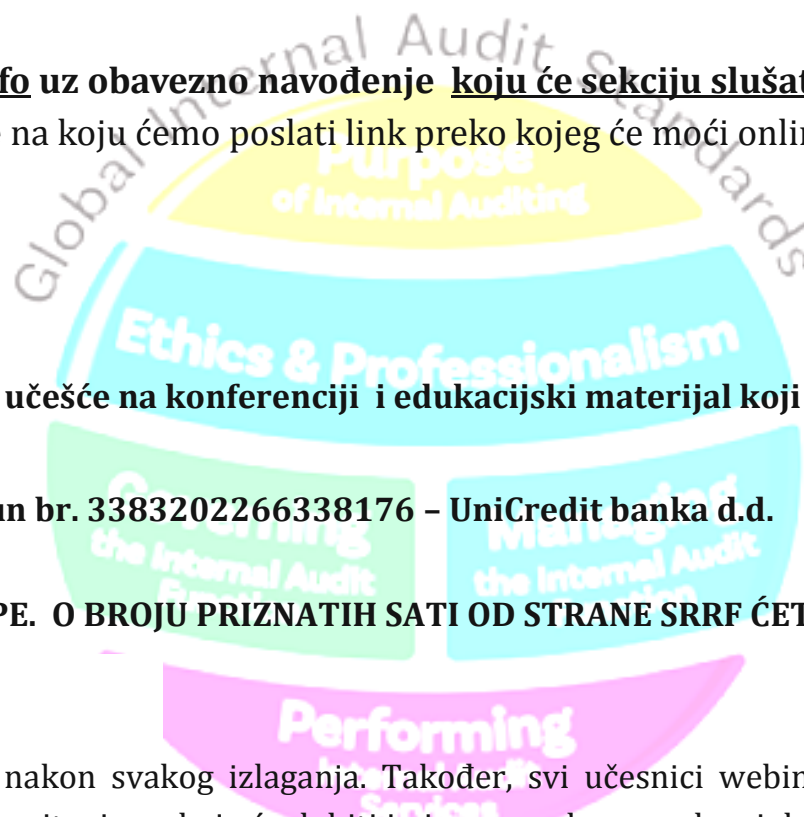 Global Internal Audit Standards
fo uz obavezno navođenje koju će sekciju slušat
na koju ćemo poslati link preko kojeg će moći onlin
Purpose
of Internal Auditing
Ethics & Professionalism
učešće na konferenciji i edukacijski materijal koji
un br. 3383202266338176 – UniCredit banka d.d.
Governing
the Internal Audit
Function
Managing
the Internal Audit
Function
PE. O BROJU PRIZNATIH SATI OD STRANE SRRF ĆET
Performing
Internal Audit
Services
nakon svakog izlaganja. Također, svi učesnici webin